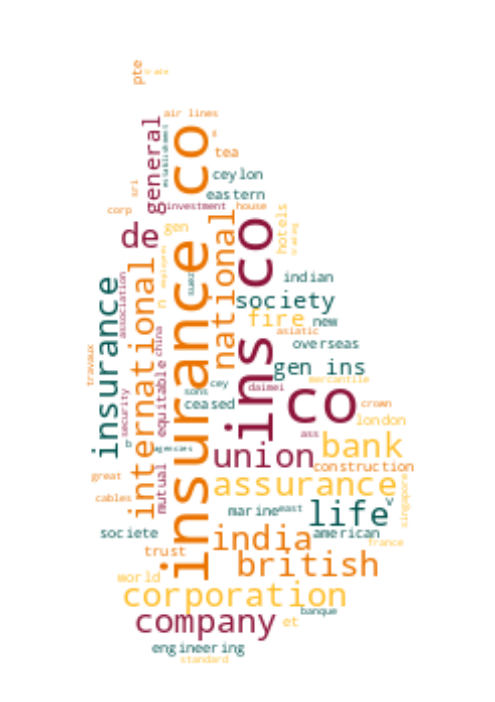 pte
trade
air lines
general
establishment
insurance co
s
tea
ceylon
sri
eastern
corp
investment
house
de
gen
national
ins co
hotels
trading
international
employees
suez
indian
insurance
association
n
society
fire
new
asiatic
overseas
china
equitable
travaux
gen ins
cey
daimei
mercantile
sons
ceased
co
crown
security
london
ass
b
agencies
union
bank
construction
great
mutual
assurance
singapore
cables
marine
east
life
v
societe
india
american
france
trust
british
world
corporation
banque
company
et
engineering
standard